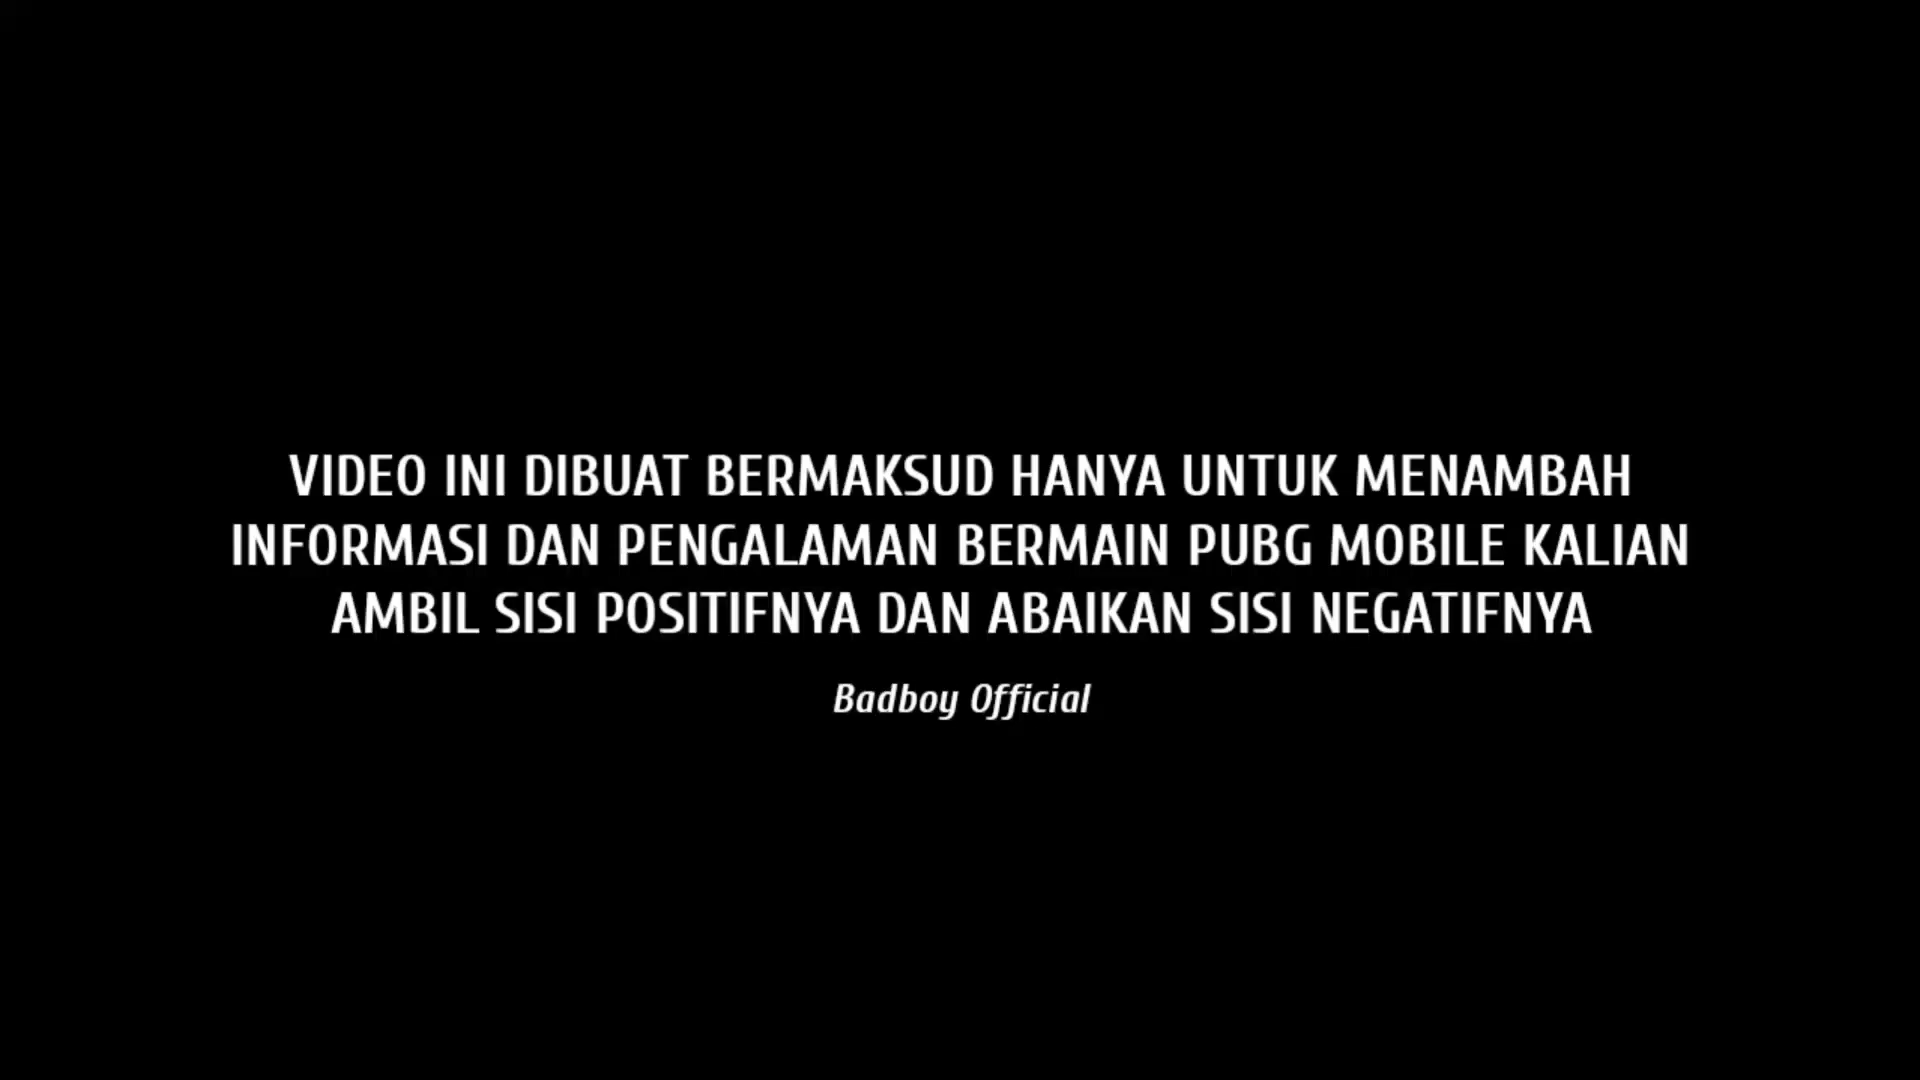 VIDEO INI DIBUAT BERMAKSUD HANYA UNTUK MENAMBAH
INFORMASI DAN PENGALAMAN BERMAIN PUBG MOBILE KALIAN
AMBIL SISI POSITIFNYA DAN ABAIKAN SISI NEGATIFNYA
Badboy Official